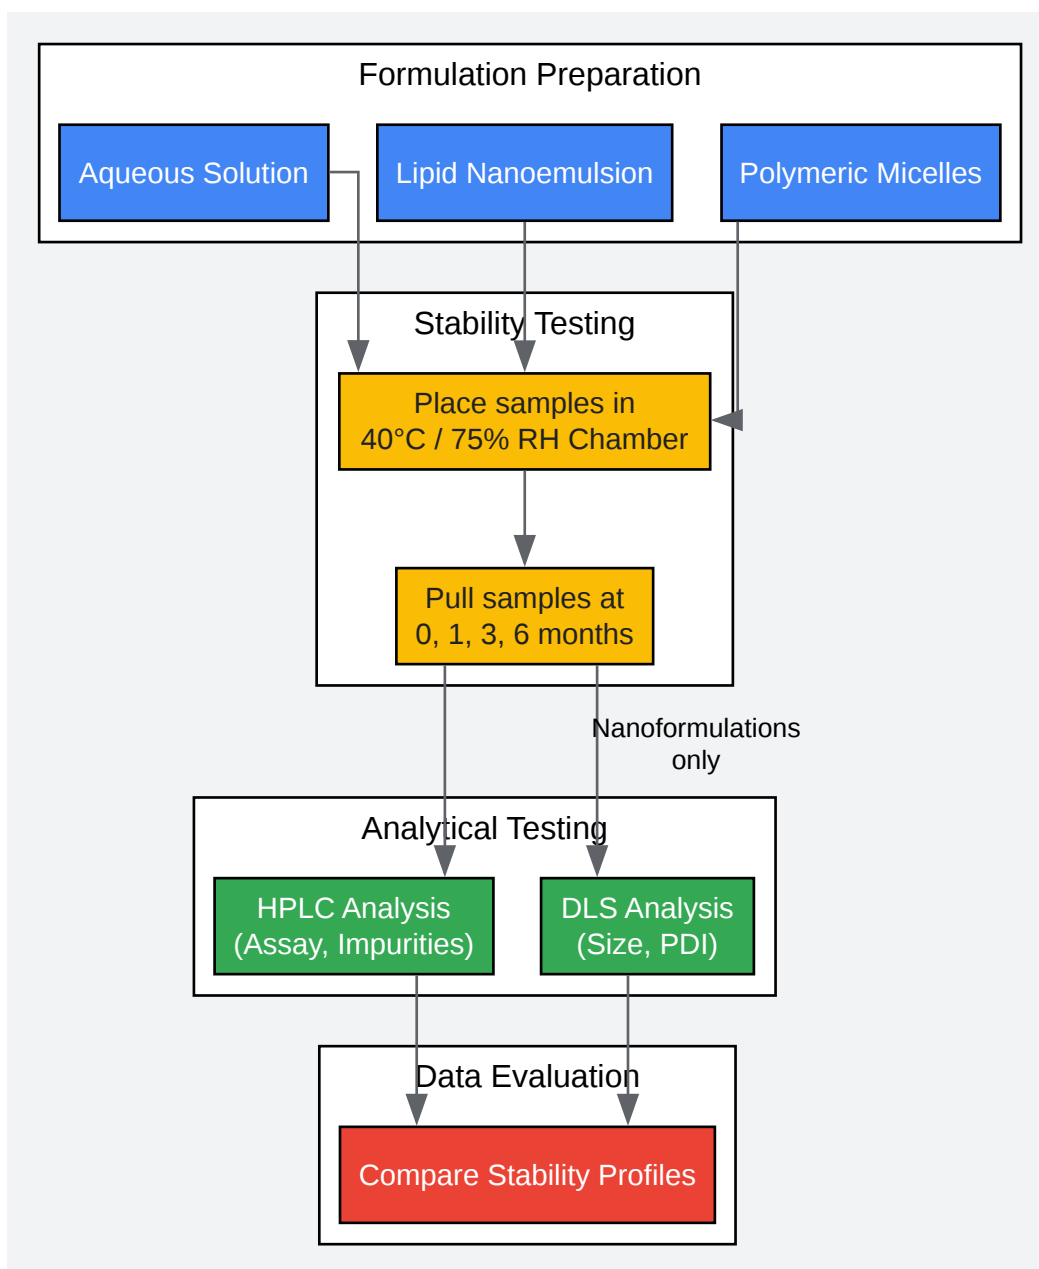 Formulation Preparation
Aqueous Solution
Lipid Nanoemulsion
Polymeric Micelles
Stability Testing
Place samples in
40°C / 75% RH Chamber
Pull samples at
0, 1, 3, 6 months
Nanoformulations
only
Analytical Testing
HPLC Analysis
(Assay, Impurities)
DLS Analysis
(Size, PDI)
Data Evaluation
Compare Stability Profiles